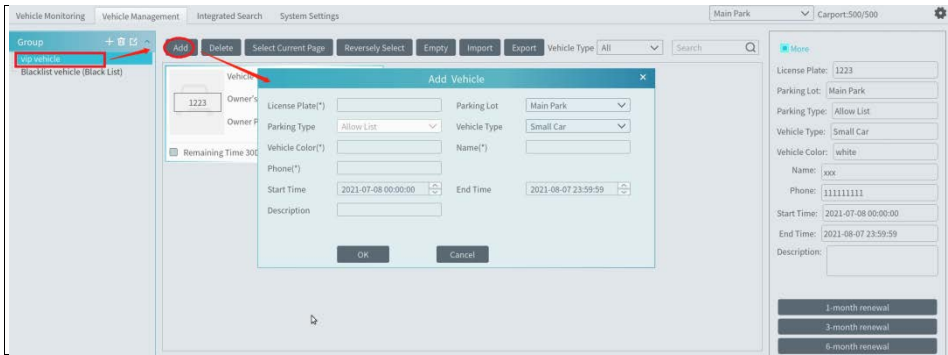 Vehicle Monitoring Vehicle Management Integrated Search System Settings Main Park Carport:500/500
Group
vip vehicle
Blacklist vehicle (Black List)
Add Delete Select Current Page Reversely Select Empty Import Export Vehicle Type All Search
Vehicle
1223
Owner's
Owner P
Remaining Time 30D
Add Vehicle
License Plate(*) Parking Lot Main Park
Parking Type Allow List Vehicle Type Small Car
Vehicle Color(*) Name(*)
Phone(*)
Start Time 2021-07-08 00:00:00 End Time 2021-08-07 23:59:59
Description
OK Cancel
More
License Plate: 1223
Parking Lot: Main Park
Parking Type: Allow List
Vehicle Type: Small Car
Vehicle Color: white
Name: xxx
Phone: 111111111
Start Time: 2021-07-08 00:00:00
End Time: 2021-08-07 23:59:59
Description:
1-month renewal
3-month renewal
6-month renewal